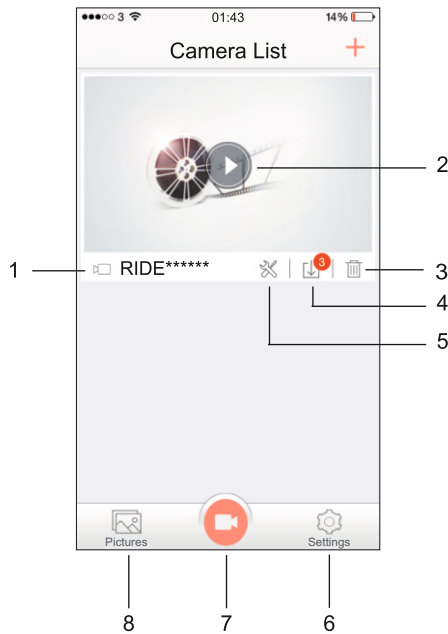 3 01:43 14%
Camera List
2
1 RIDE****** 3 3
4
5
Pictures Settings
8 7 6